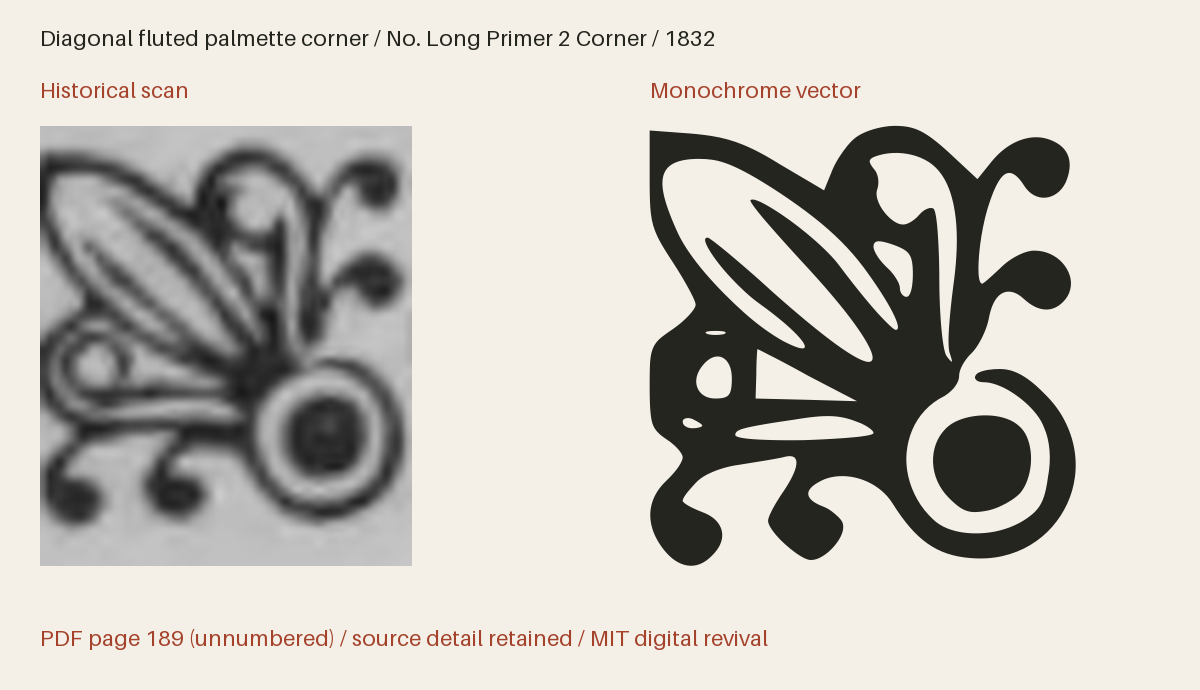 Diagonal fluted palmette corner / No. Long Primer 2 Corner / 1832
Historical scan
Monochrome vector
PDF page 189 (unnumbered) / source detail retained / MIT digital revival